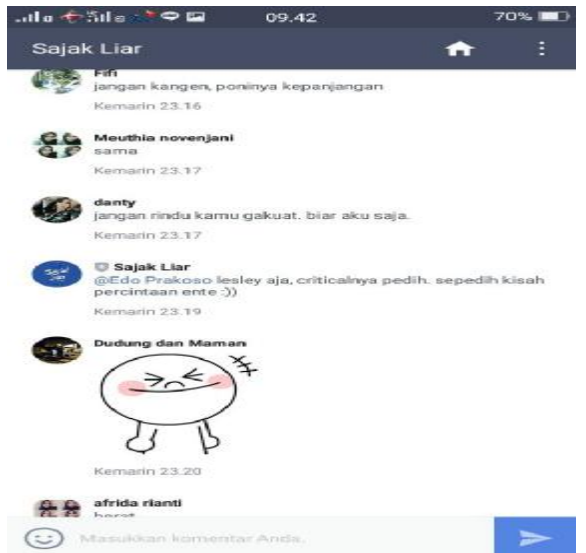 09.42
70%
Sajak Liar
Fifi
jangan kangen, poninya kepanjangan
Kemarin 23.16
Meuthia novenjani
sama
Kemarin 23.17
danty
jangan rindu kamu gakuat. biar aku saja.
Kemarin 23.17
Sajak Liar
@Edo Prakoso lesley aja, criticalnya pedih. sepedih kisah
percintaan ente :))
Kemarin 23.19
Dudung dan Maman
Kemarin 23.20
afrida rianti
berat
Masukkan komentar Anda.